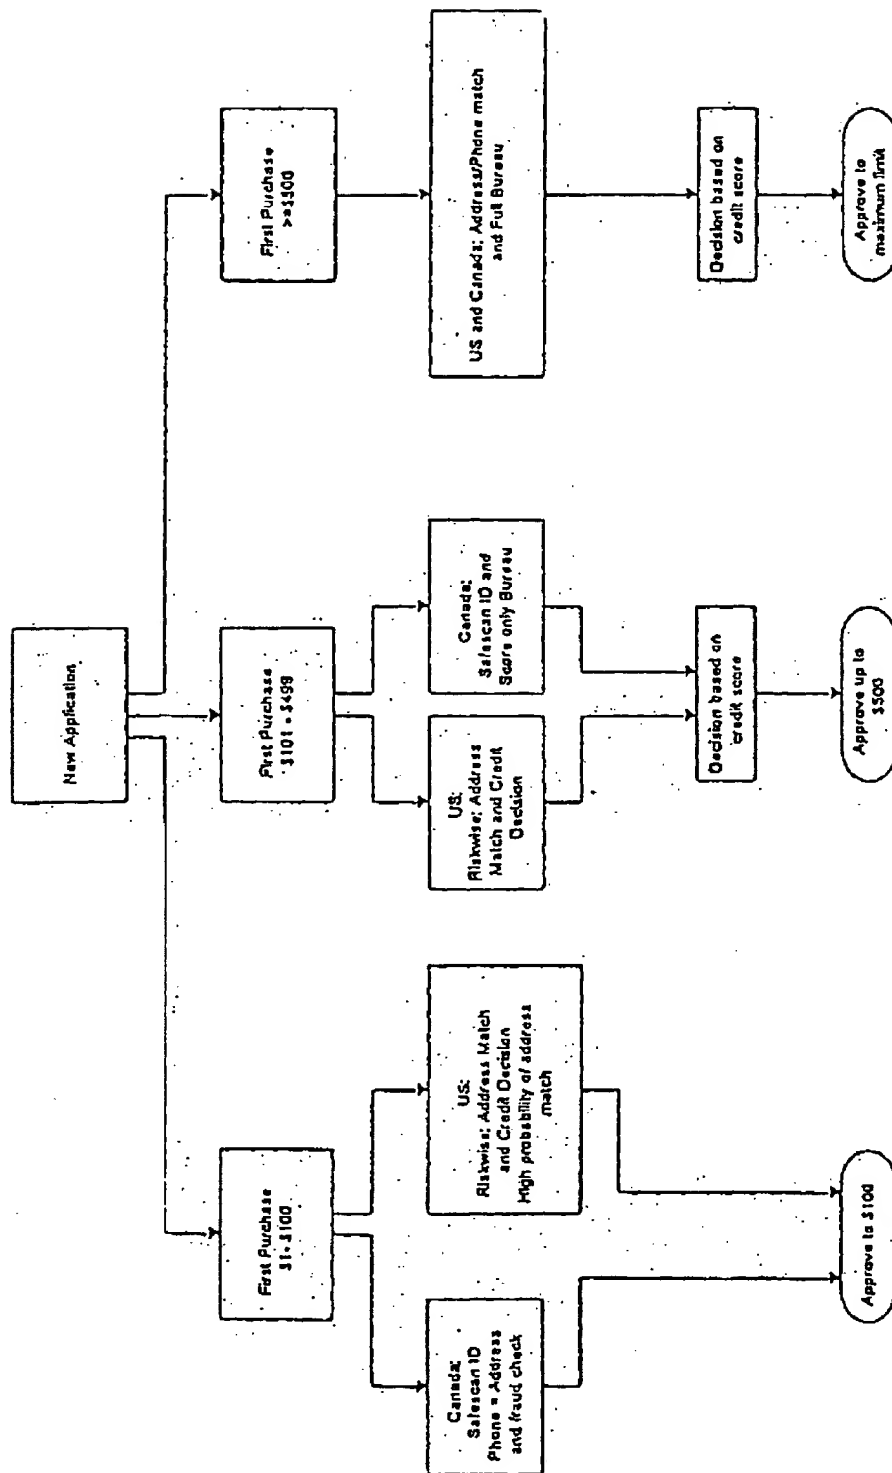 New Application
First Purchase
$1 - $100
First Purchase
$101 - $499
First Purchase
>=$500
Canada:
Safescan ID
Phone = Address
and fraud check
US:
Riskwise; Address Match
and Credit Decision
High probability of address
match
US:
Riskwise; Address
Match and Credit
Decision
Canada:
Safescan ID and
Score only Bureau
US and Canada; Address/Phone match
and Full Bureau
Decision based on
credit score
Decision based on
credit score
Approve to $100
Approve up to
$500
Approve to
maximum limit